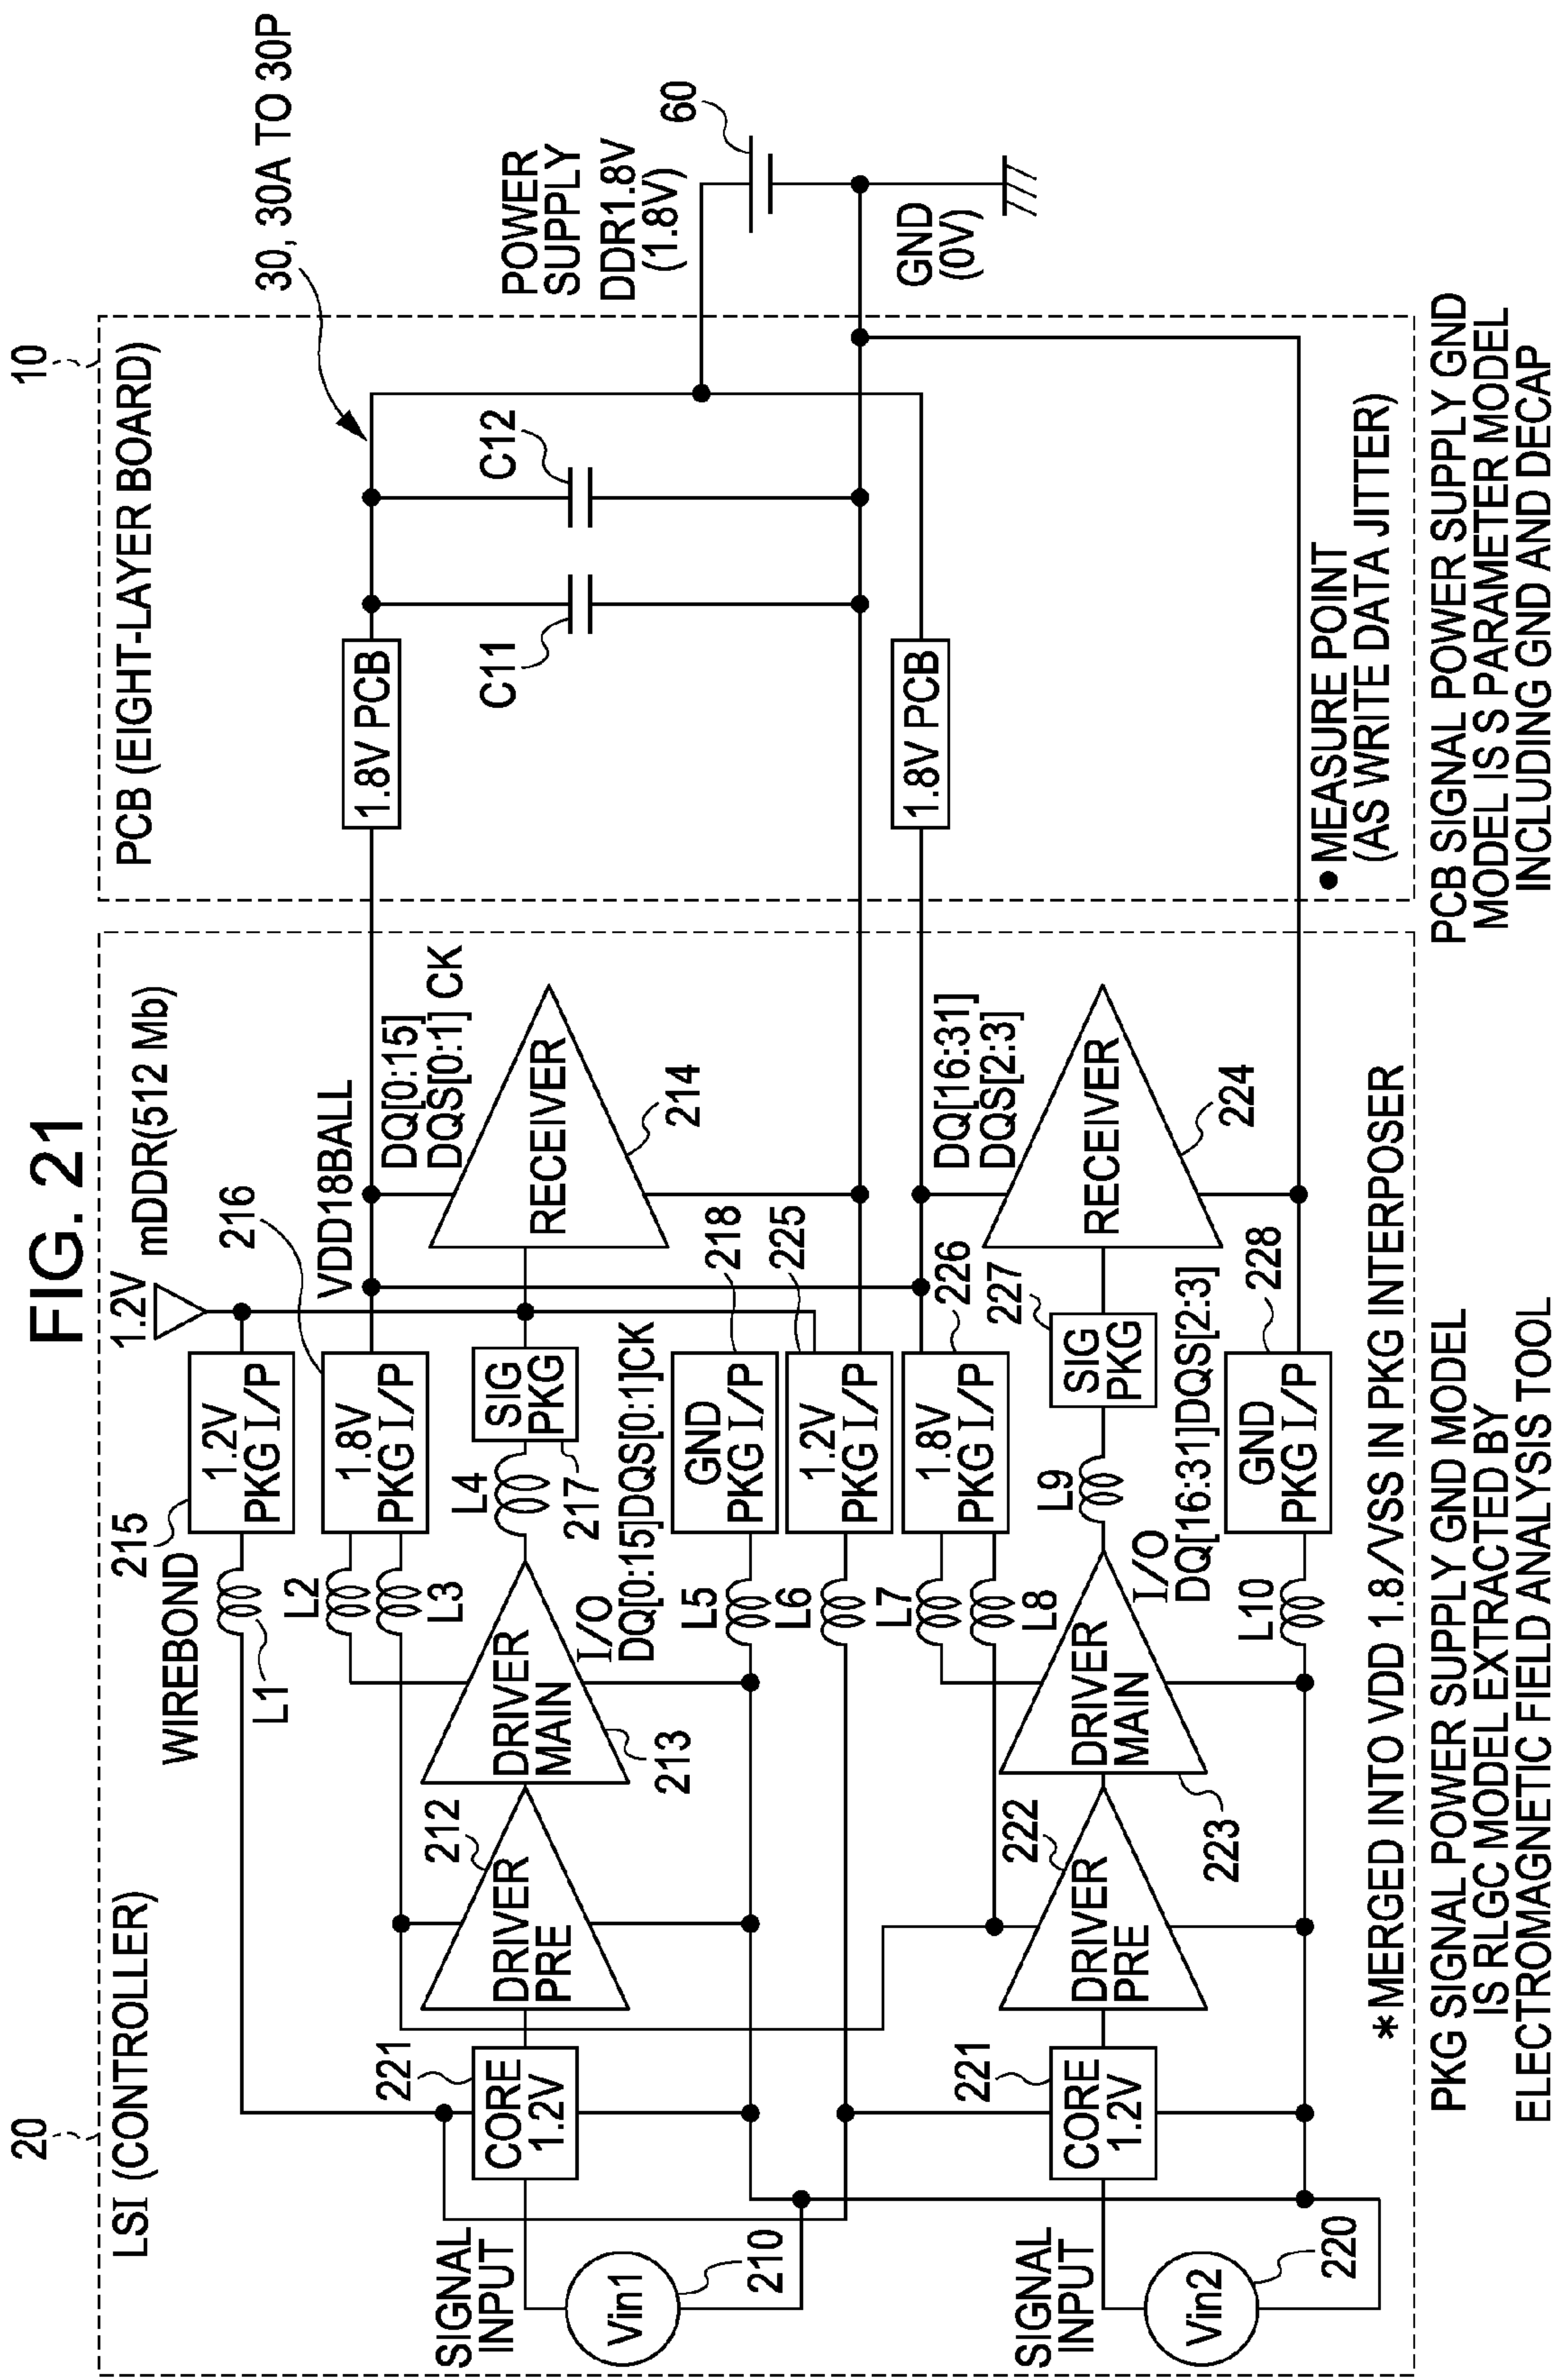 FIG. 21
20
LSI (CONTROLLER)
1.2V
mDDR(512 Mb)
10
PCB (EIGHT-LAYER BOARD)
30, 30A TO 30P
WIREBOND
L1
215
1.2V
PKG I/P
216
VDD18BALL
L2
L3
1.8V
PKG I/P
1.8V PCB
C11
C12
POWER
SUPPLY
DDR1.8V
(1.8V)
60
SIGNAL
INPUT
Vin1
210
221
CORE
1.2V
212
DRIVER
PRE
DRIVER
MAIN
213
I/O
DQ[0:15]DQS[0:1]CK
L4
217
SIG
PKG
DQ[0:15]
DQS[0:1] CK
RECEIVER
214
L5
GND
PKG I/P
218
L6
1.2V
PKG I/P
225
GND
(0V)
L7
L8
1.8V
PKG I/P
226
1.8V PCB
SIGNAL
INPUT
Vin2
220
221
CORE
1.2V
222
DRIVER
PRE
DRIVER
MAIN
223
I/O
DQ[16:31]DQS[2:3]
L9
227
SIG
PKG
DQ[16:31]
DQS[2:3]
RECEIVER
224
L10
GND
PKG I/P
228
● MEASURE POINT
(AS WRITE DATA JITTER)
*MERGED INTO VDD 1.8/VSS IN PKG INTERPOSER
PKG SIGNAL POWER SUPPLY GND MODEL
IS RLGC MODEL EXTRACTED BY
ELECTROMAGNETIC FIELD ANALYSIS TOOL
PCB SIGNAL POWER SUPPLY GND
MODEL IS S PARAMETER MODEL
INCLUDING GND AND DECAP